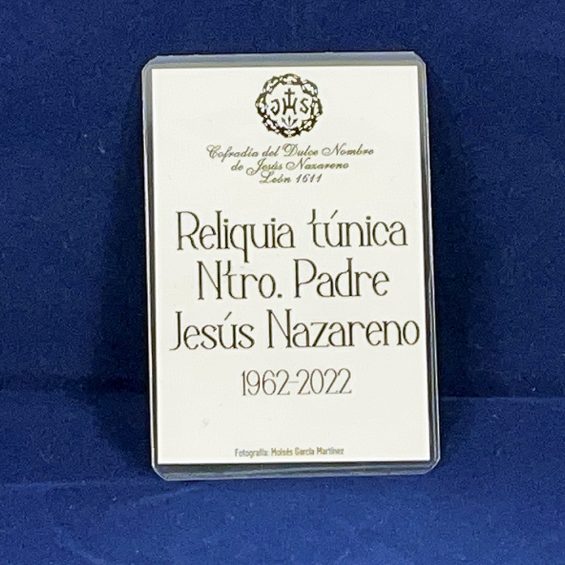 JHS
Cofradía del Dulce Nombre
de Jesús Nazareno
León 1611
Reliquia túnica
Ntro. Padre
Jesús Nazareno
1962-2022
Fotografía: Moisés García Martínez